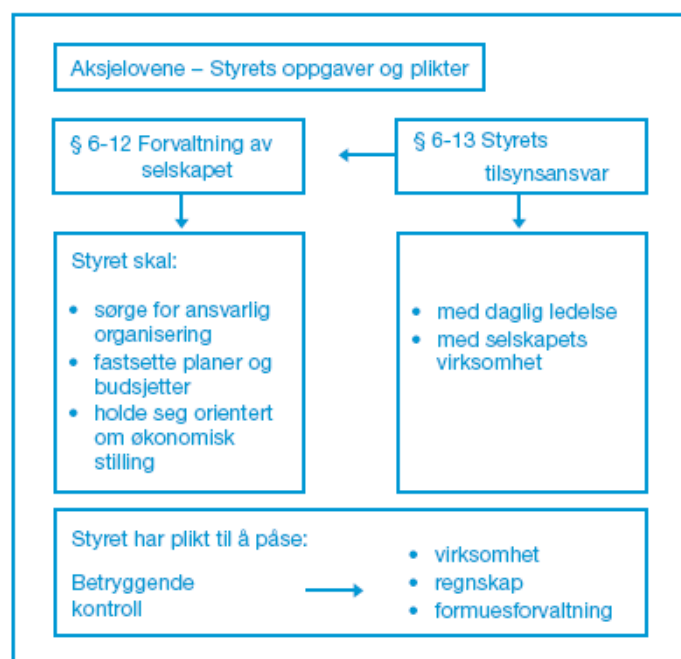 Aksjelovene – Styrets oppgaver og plikter
§ 6-12 Forvaltning av
selskapet
§ 6-13 Styrets
tilsynsansvar
Styret skal:
• sørge for ansvarlig
organisering
• fastsette planer og
budsjetter
• holde seg orientert
om økonomisk
stilling
• med daglig ledelse
• med selskapets
virksomhet
Styret har plikt til å påse:
Betryggende
kontroll
• virksomhet
• regnskap
• formuesforvaltning